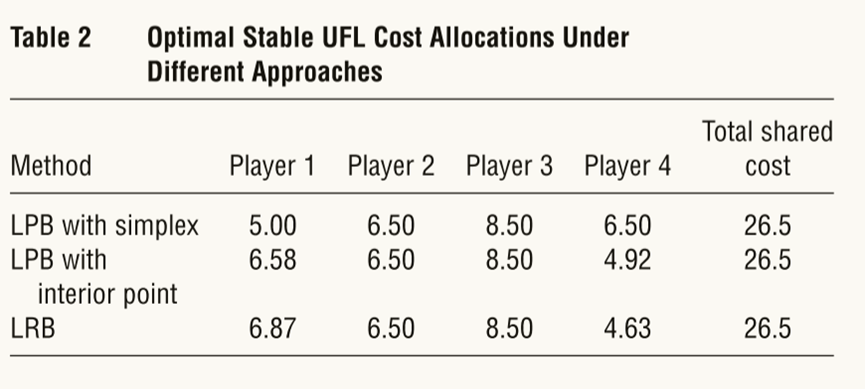 Table 2 Optimal Stable UFL Cost Allocations Under
Different Approaches
Total shared
Method Player 1 Player 2 Player 3 Player 4 cost
LPB with simplex 5.00 6.50 8.50 6.50 26.5
LPB with 6.58 6.50 8.50 4.92 26.5
interior point
LRB 6.87 6.50 8.50 4.63 26.5